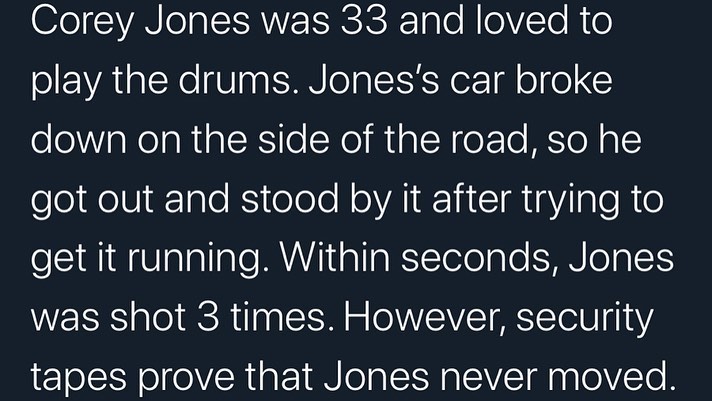 Corey Jones was 33 and loved to
play the drums. Jones’s car broke
down on the side of the road, so he
got out and stood by it after trying to
get it running. Within seconds, Jones
was shot 3 times. However, security
tapes prove that Jones never moved.